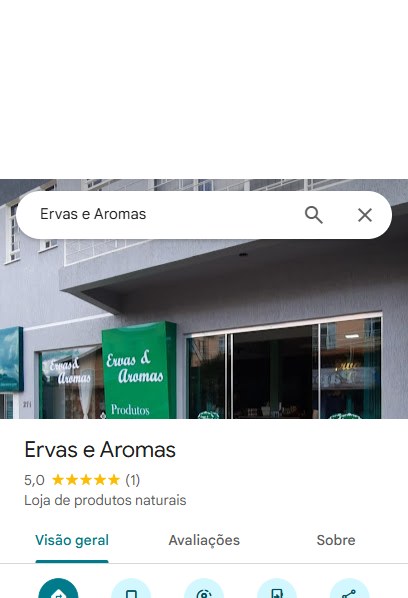 Ervas e Aromas
Ervas &
Aromas
Ervas &
Aromas
Produtos
371
Ervas e Aromas
5,0 ★★★★★ (1)
Loja de produtos naturais
Visão geral Avaliações Sobre